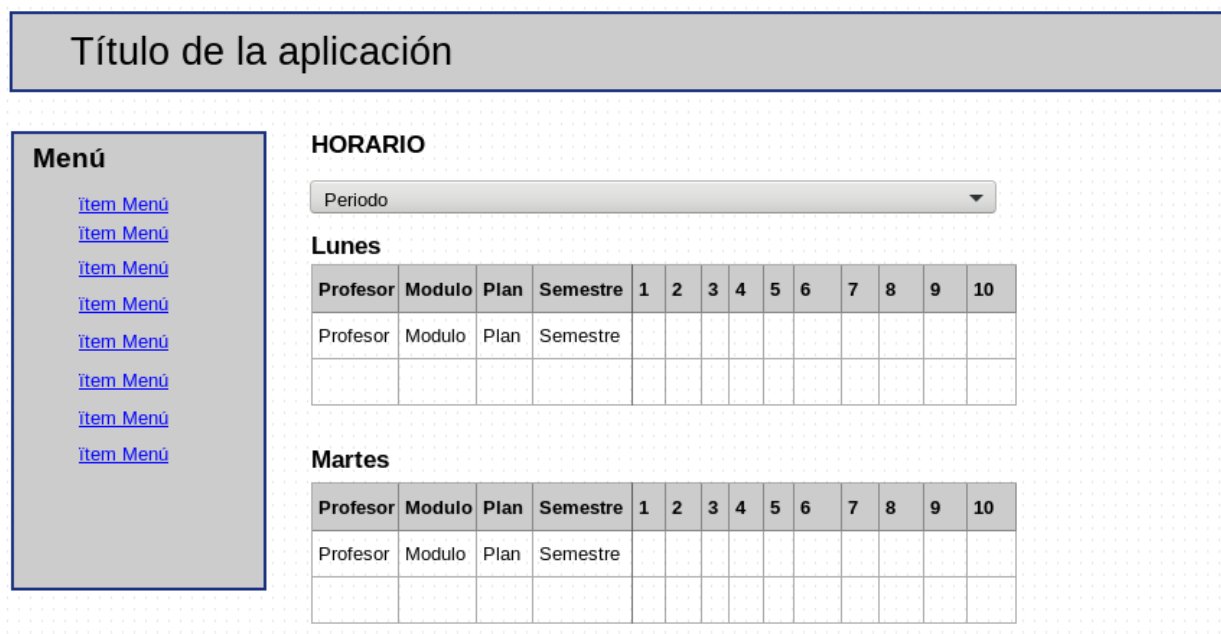 Título de la aplicación
Menú
ïtem Menú
ïtem Menú
ïtem Menú
ïtem Menú
ïtem Menú
ïtem Menú
ïtem Menú
ïtem Menú
HORARIO
Periodo
Lunes
Profesor Modulo Plan Semestre 1 2 3 4 5 6 7 8 9 10
Profesor Modulo Plan Semestre
Martes
Profesor Modulo Plan Semestre 1 2 3 4 5 6 7 8 9 10
Profesor Modulo Plan Semestre